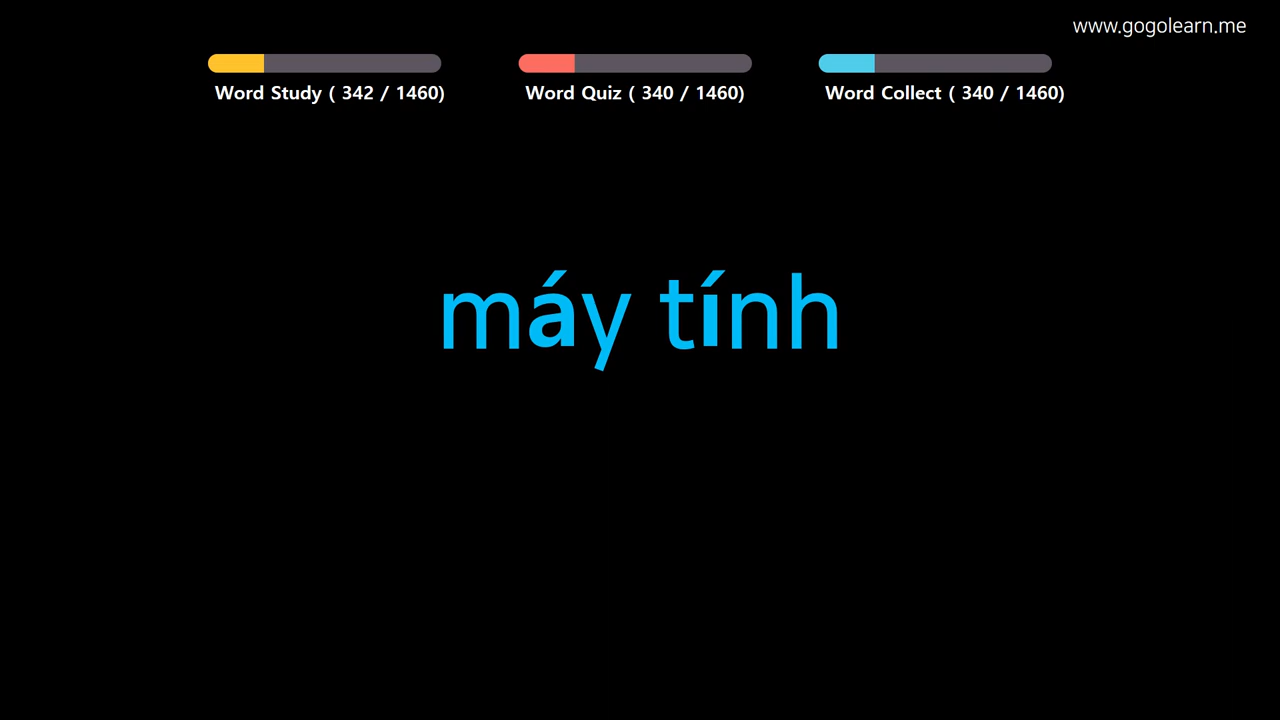 www.gogolearn.me
Word Study ( 342 / 1460)
Word Quiz ( 340 / 1460)
Word Collect ( 340 / 1460)
máy tính